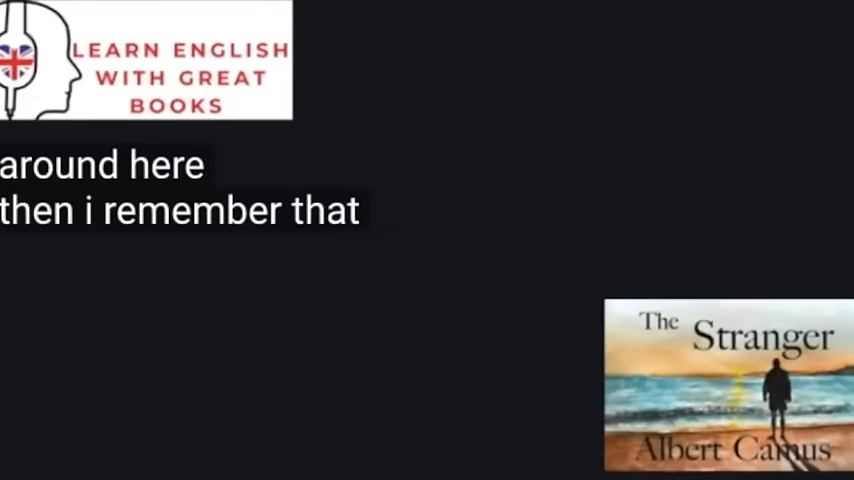 LEARN ENGLISH
WITH GREAT
BOOKS
around here
then i remember that
The Stranger
Albert Camus